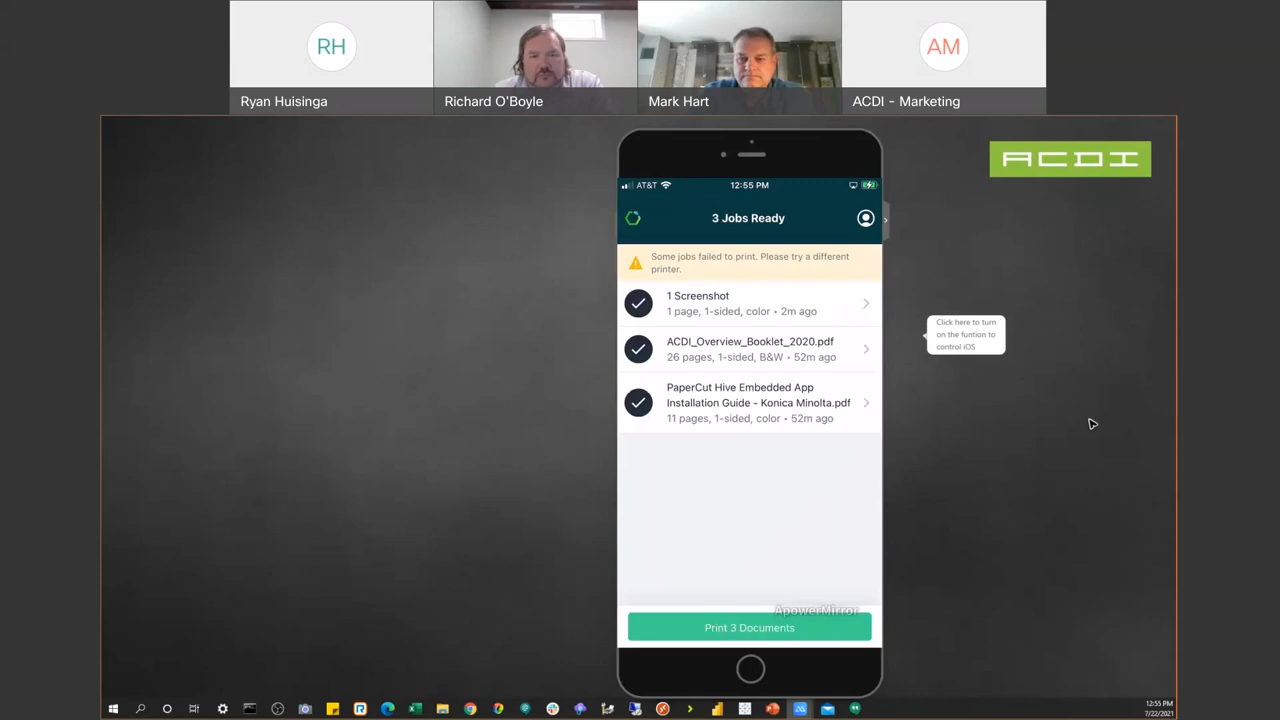 RH
AM
Ryan Huisinga
Richard O'Boyle
Mark Hart
ACDI - Marketing
ACDI
AT&T
12:55 PM
3 Jobs Ready
Some jobs failed to print. Please try a different
printer.
1 Screenshot
1 page, 1-sided, color • 2m ago
ACDI_Overview_Booklet_2020.pdf
26 pages, 1-sided, B&W • 52m ago
PaperCut Hive Embedded App
Installation Guide - Konica Minolta.pdf
11 pages, 1-sided, color • 52m ago
Click here to turn
on the funtion to
control iOS
ApowerMirror
Print 3 Documents
12:55 PM
7/22/2021